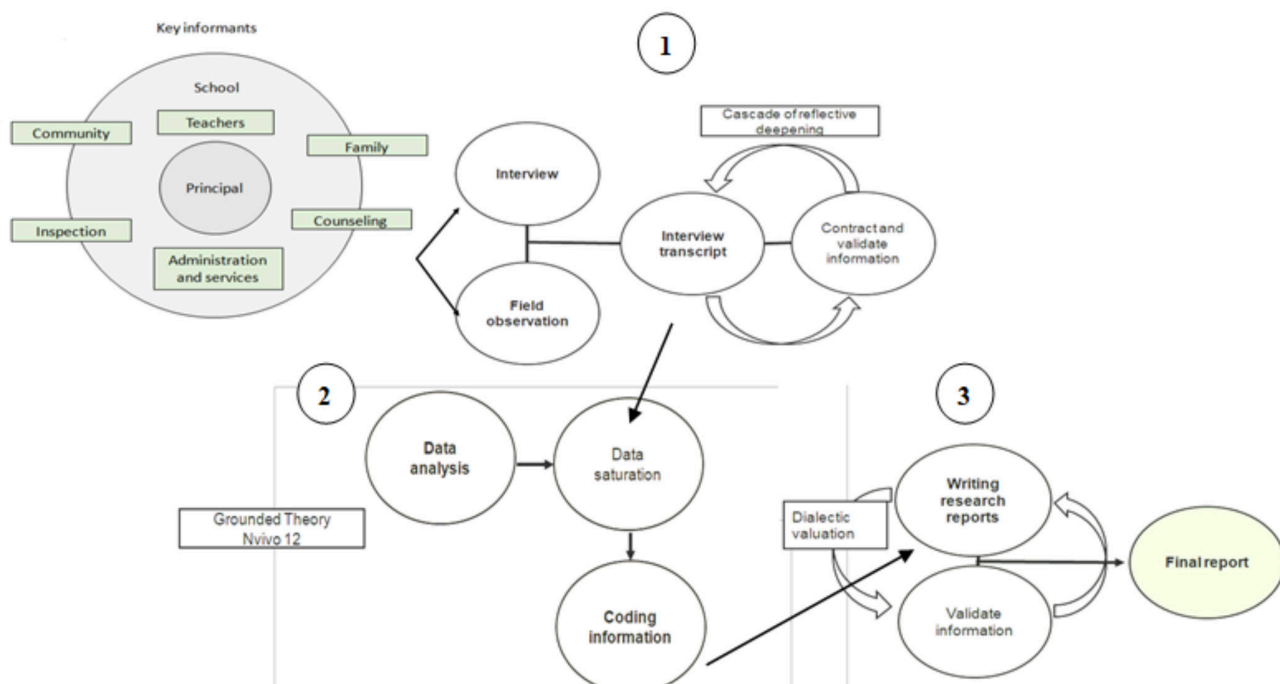 Key informants
School
Teachers
Community
Family
Principal
Inspection
Counseling
Administration
and services
1
Cascade of reflective
deepening
Interview
Interview
transcript
Contract and
validate
information
Field
observation
2
Data
analysis
Data
saturation
Grounded Theory
Nvivo 12
Coding
information
3
Writing
research
reports
Dialectic
valuation
Validate
information
Final report